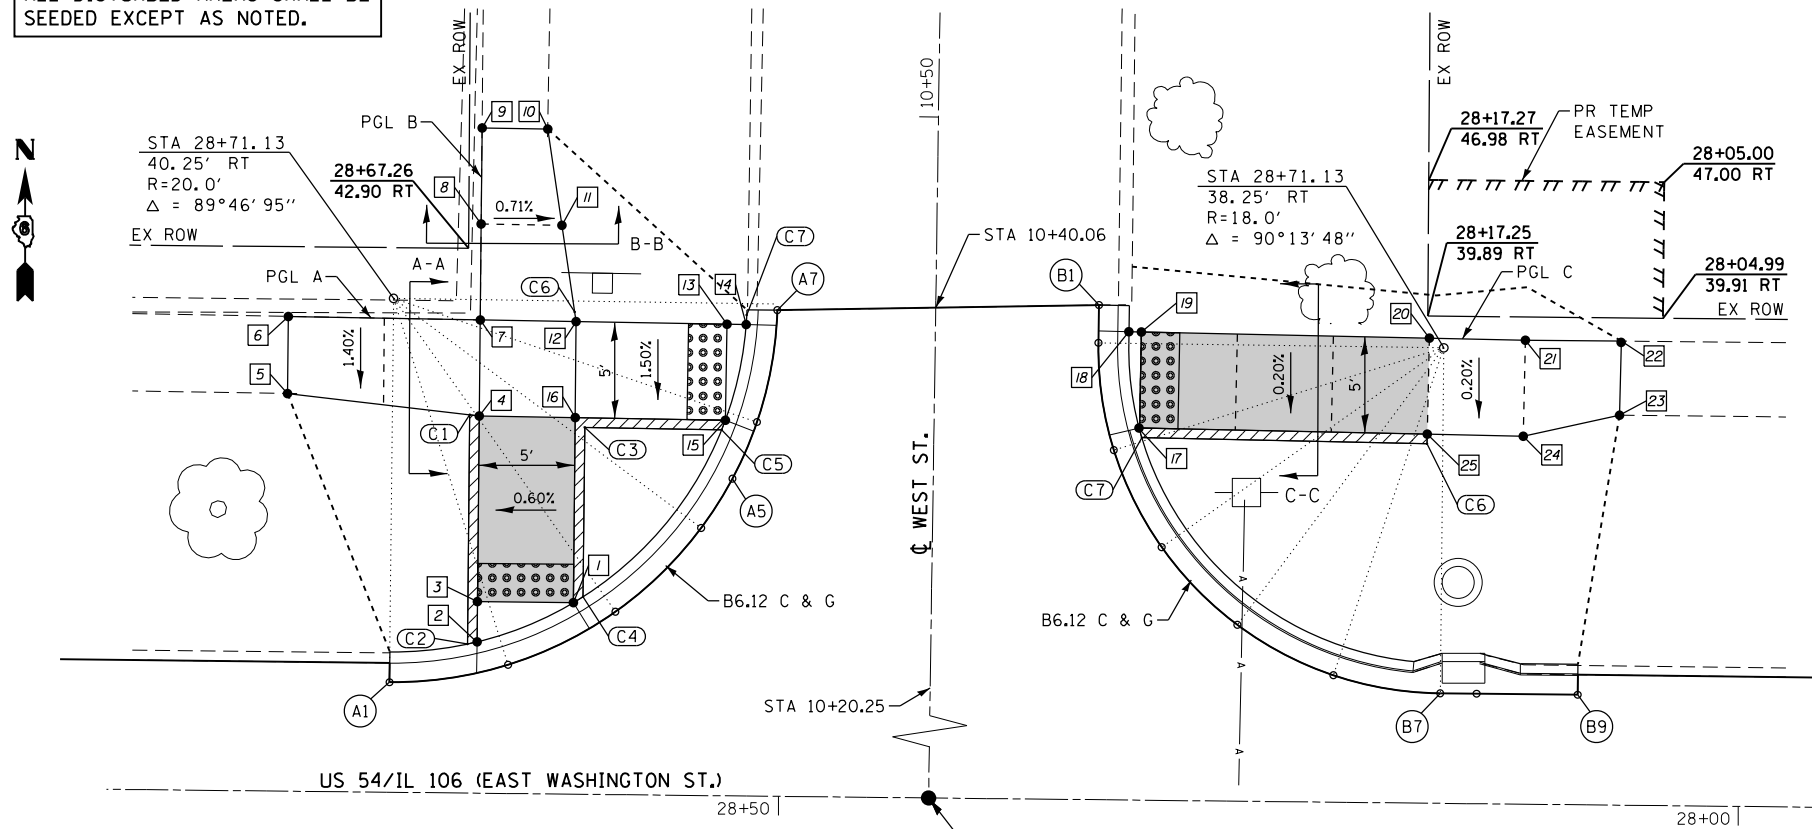 SEEDED EXCEPT AS NOTED.
N
STA 28+71.13
40.25' RT
R=20.0'
Δ = 89°46'95"
EX ROW
PGL B
28+67.26
42.90 RT
EX ROW
9
10
8
11
0.71%
B-B
A-A
PGL A
C6
13
14
C7
A7
6
7
12
1.40%
5'
1.50%
5
4
16
C1
C3
15
C5
5'
0.60%
A5
3
1
2
C2
C4
B6.12 C & G
A1
10+50
STA 10+40.06
℄ WEST ST.
STA 10+20.25
US 54/IL 106 (EAST WASHINGTON ST.)
28+50
B1
STA 28+71.13
38.25' RT
R=18.0'
Δ = 90°13'48"
EX ROW
28+17.27
46.98 RT
PR TEMP
EASEMENT
28+05.00
47.00 RT
28+17.25
39.89 RT
PGL C
28+04.99
39.91 RT
EX ROW
19
20
18
21
22
0.20%
5'
0.20%
17
23
24
25
C7
C-C
C6
A
A
A
B6.12 C & G
B7
B9
28+00